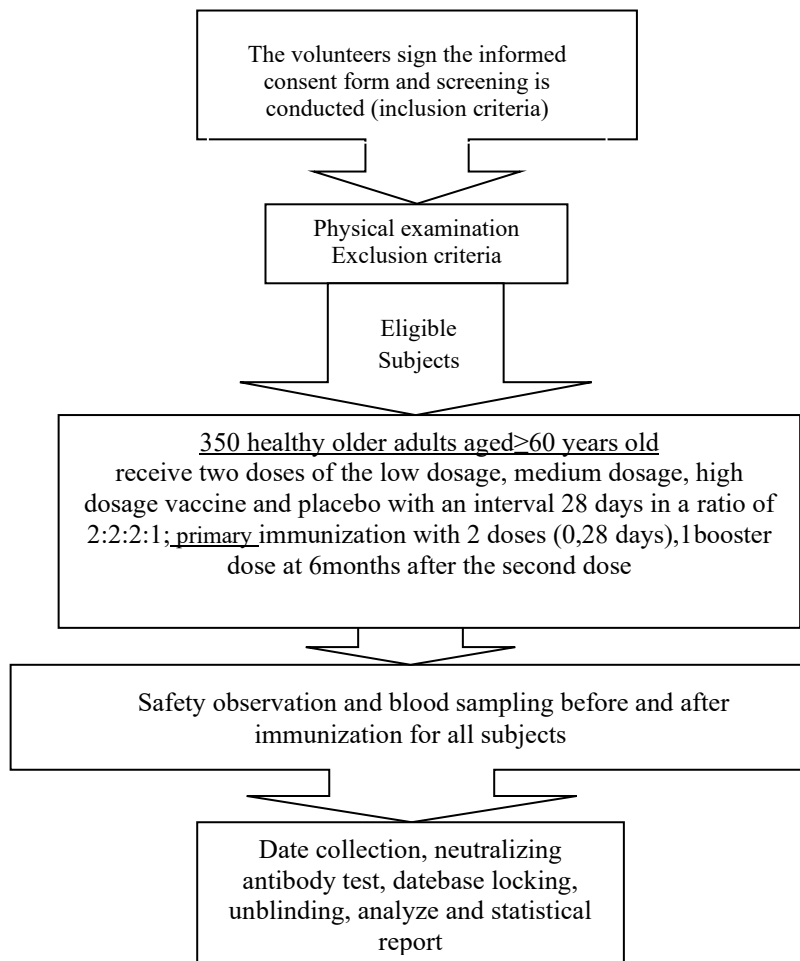 The volunteers sign the informed
consent form and screening is
conducted (inclusion criteria)
Physical examination
Exclusion criteria
Eligible
Subjects
350 healthy older adults aged≥60 years old
receive two doses of the low dosage, medium dosage, high
dosage vaccine and placebo with an interval 28 days in a ratio of
2:2:2:1; primary immunization with 2 doses (0,28 days),1booster
dose at 6months after the second dose
Safety observation and blood sampling before and after
immunization for all subjects
Date collection, neutralizing
antibody test, datebase locking,
unblinding, analyze and statistical
report